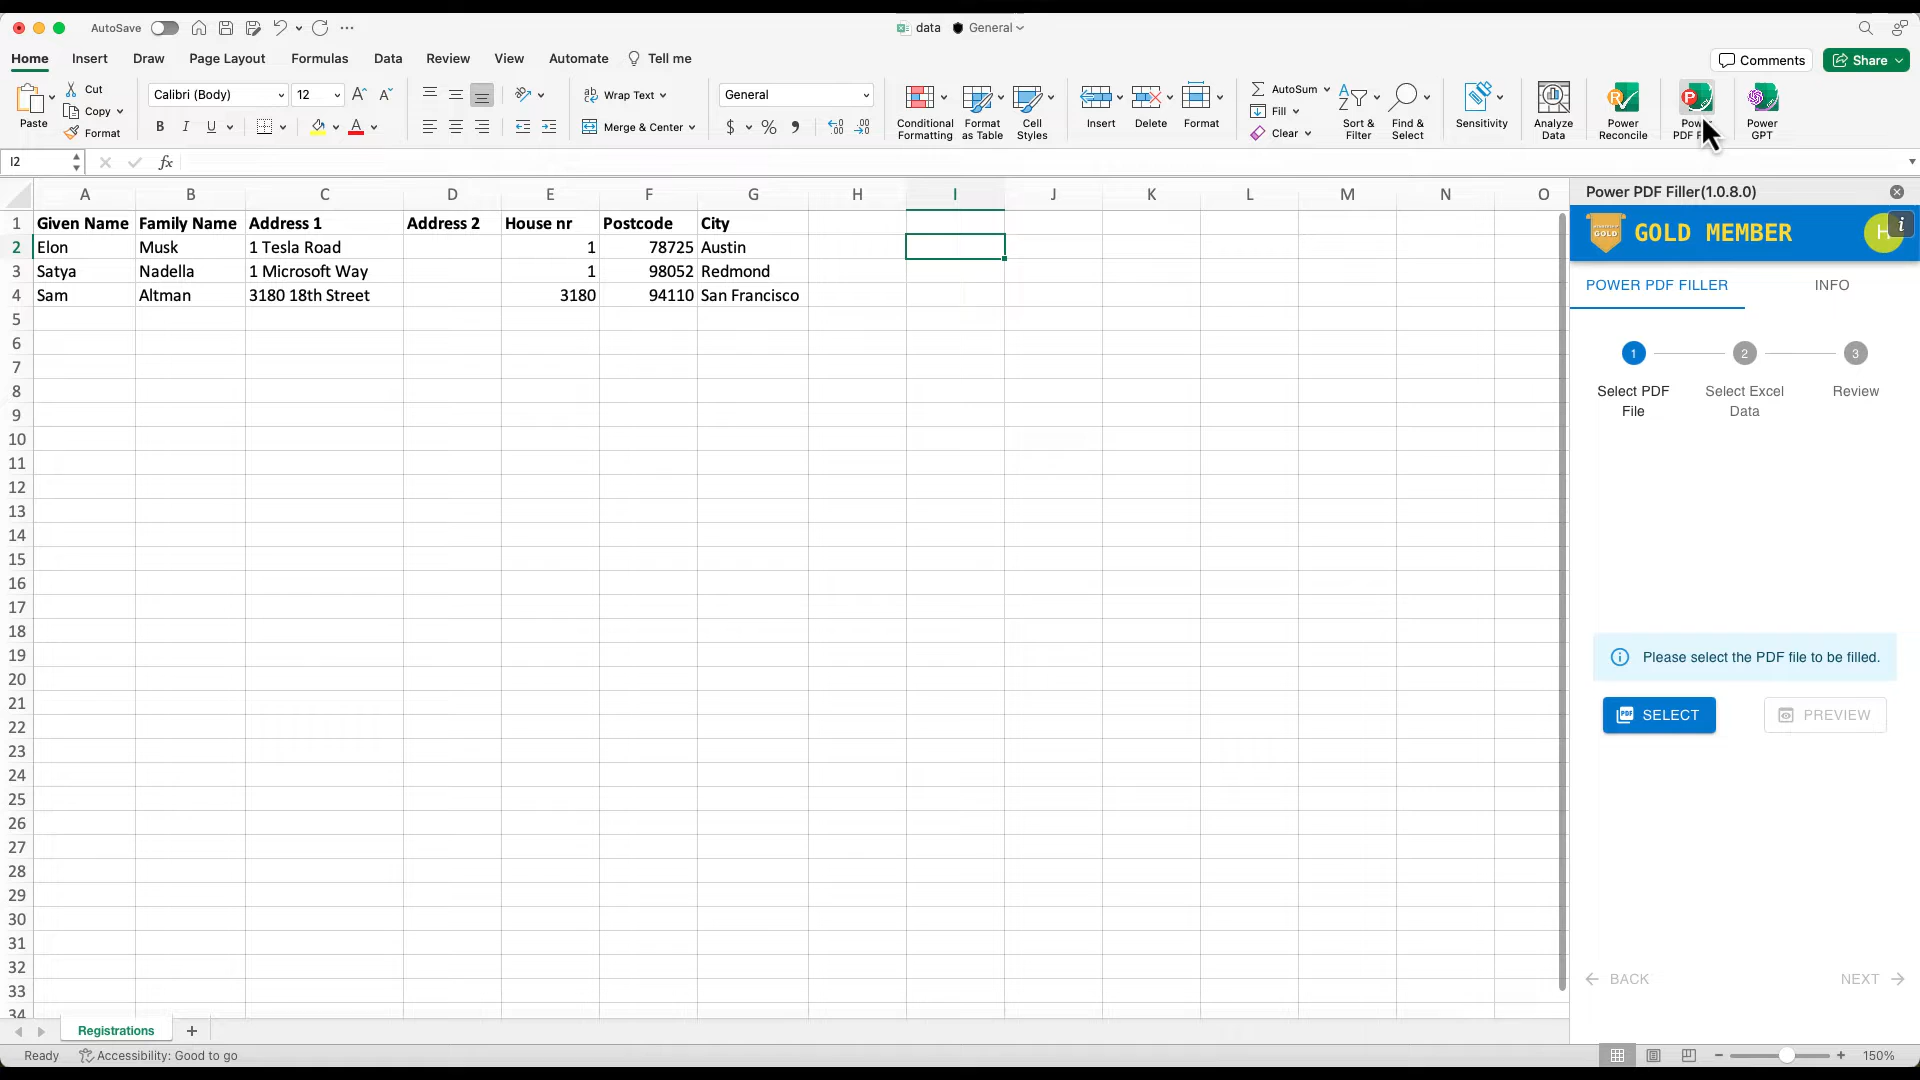 AutoSave
data General
Home Insert Draw Page Layout Formulas Data Review View Automate Tell me
Comments Share
Paste
Cut
Copy
Format
Calibri (Body) 12
B I U
Wrap Text
Merge & Center
General
$ % 9
Conditional Formatting
Format as Table
Cell Styles
Insert
Delete
Format
AutoSum
Fill
Clear
Sort & Filter
Find & Select
Sensitivity
Analyze Data
Power Reconcile
Power
PDF
Power GPT
I2 fx
A B C D E F G H I J K L M N O
1 Given Name Family Name Address 1 Address 2 House nr Postcode City
2 Elon Musk 1 Tesla Road 1 78725 Austin
3 Satya Nadella 1 Microsoft Way 1 98052 Redmond
4 Sam Altman 3180 18th Street 3180 94110 San Francisco
5
6
7
8
9
10
11
12
13
14
15
16
17
18
19
20
21
22
23
24
25
26
27
28
29
30
31
32
33
34
Power PDF Filler(1.0.8.0)
GOLD
GOLD MEMBER
H
i
POWER PDF FILLER INFO
1 2 3
Select PDF File
Select Excel Data
Review
Please select the PDF file to be filled.
PDF SELECT PREVIEW
BACK NEXT
Registrations
Ready Accessibility: Good to go
150%